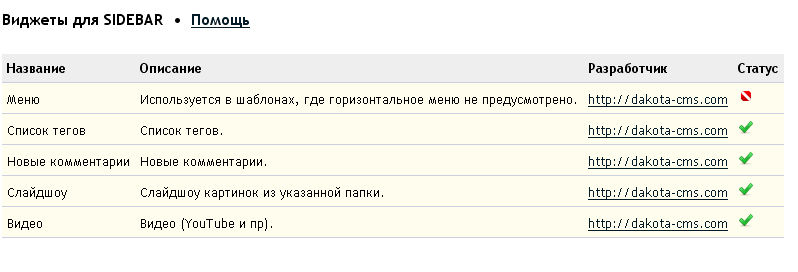 Виджеты для SIDEBAR • Помощь
Название Описание Разработчик Статус
Меню Используется в шаблонах, где горизонтальное меню не предусмотрено. http://dakota-cms.com
Список тегов Список тегов. http://dakota-cms.com
Новые комментарии Новые комментарии. http://dakota-cms.com
Слайдшоу Слайдшоу картинок из указанной папки. http://dakota-cms.com
Видео Видео (YouTube и пр). http://dakota-cms.com